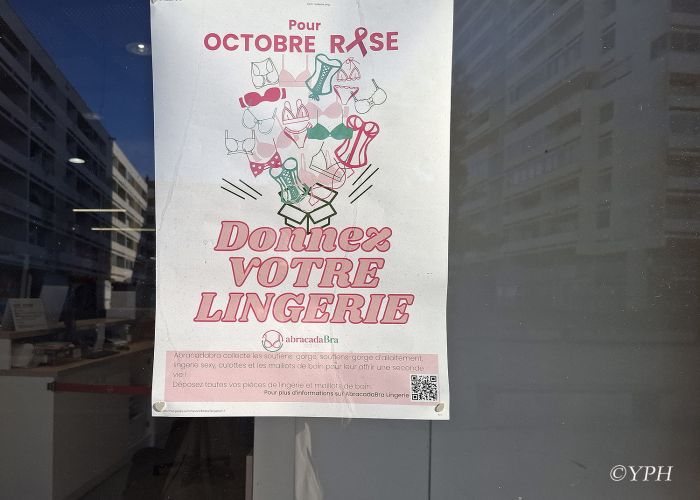 Pour
OCTOBRE ROSE
Donnez
VOTRE
LINGERIE
abracadaBra
Abracadabra collecte les soutiens-gorge, soutiens-gorge d'allaitement,
lingerie sexy, culottes et les maillots de bain pour leur offrir une seconde
vie !
Déposez toutes vos pièces de lingerie et maillots de bain.
Pour plus d'informations sur AbracadaBra Lingerie
©YPH